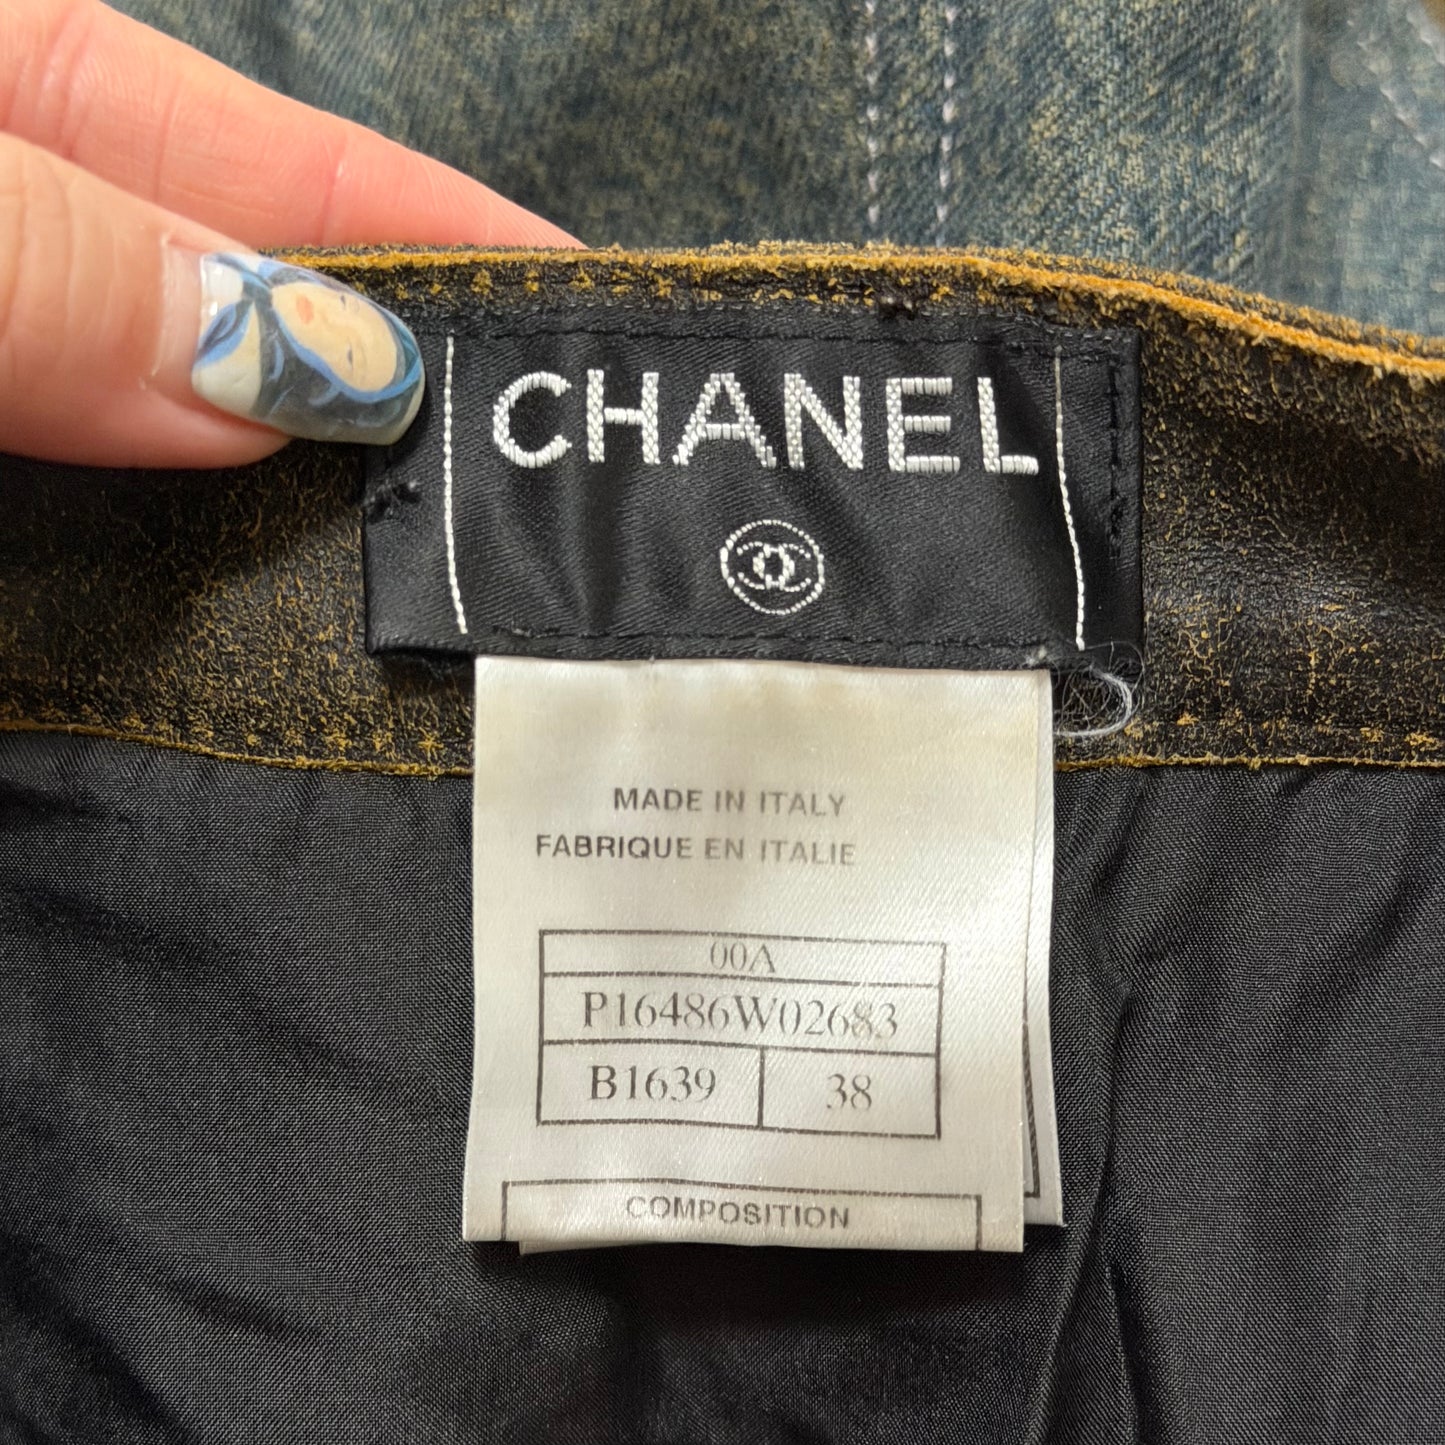 CHANEL
MADE IN ITALY
FABRIQUE EN ITALIE
00A
P16486W02683
B1639 38
COMPOSITION